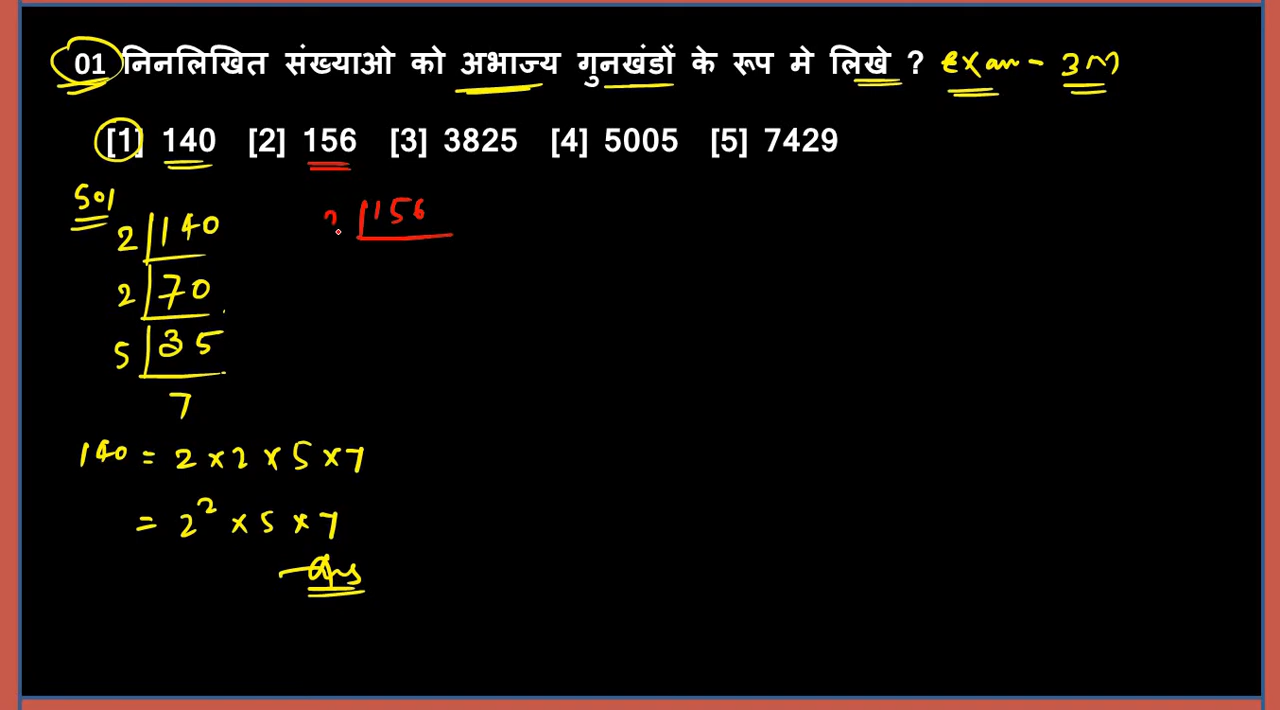 01 निनलिखित संख्याओ को अभाज्य गुनखंडों के रूप मे लिखे ? exam - 3M
[1] 140 [2] 156 [3] 3825 [4] 5005 [5] 7429
Sol
2 140
2 70
5 35
7
140 = 2 × 2 × 5 × 7
= 2² × 5 × 7
Ans
2 156